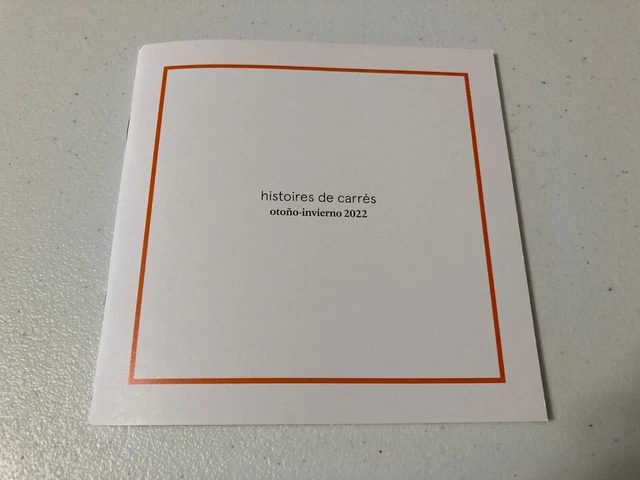 histoires de carrés
otoño-invierno 2022